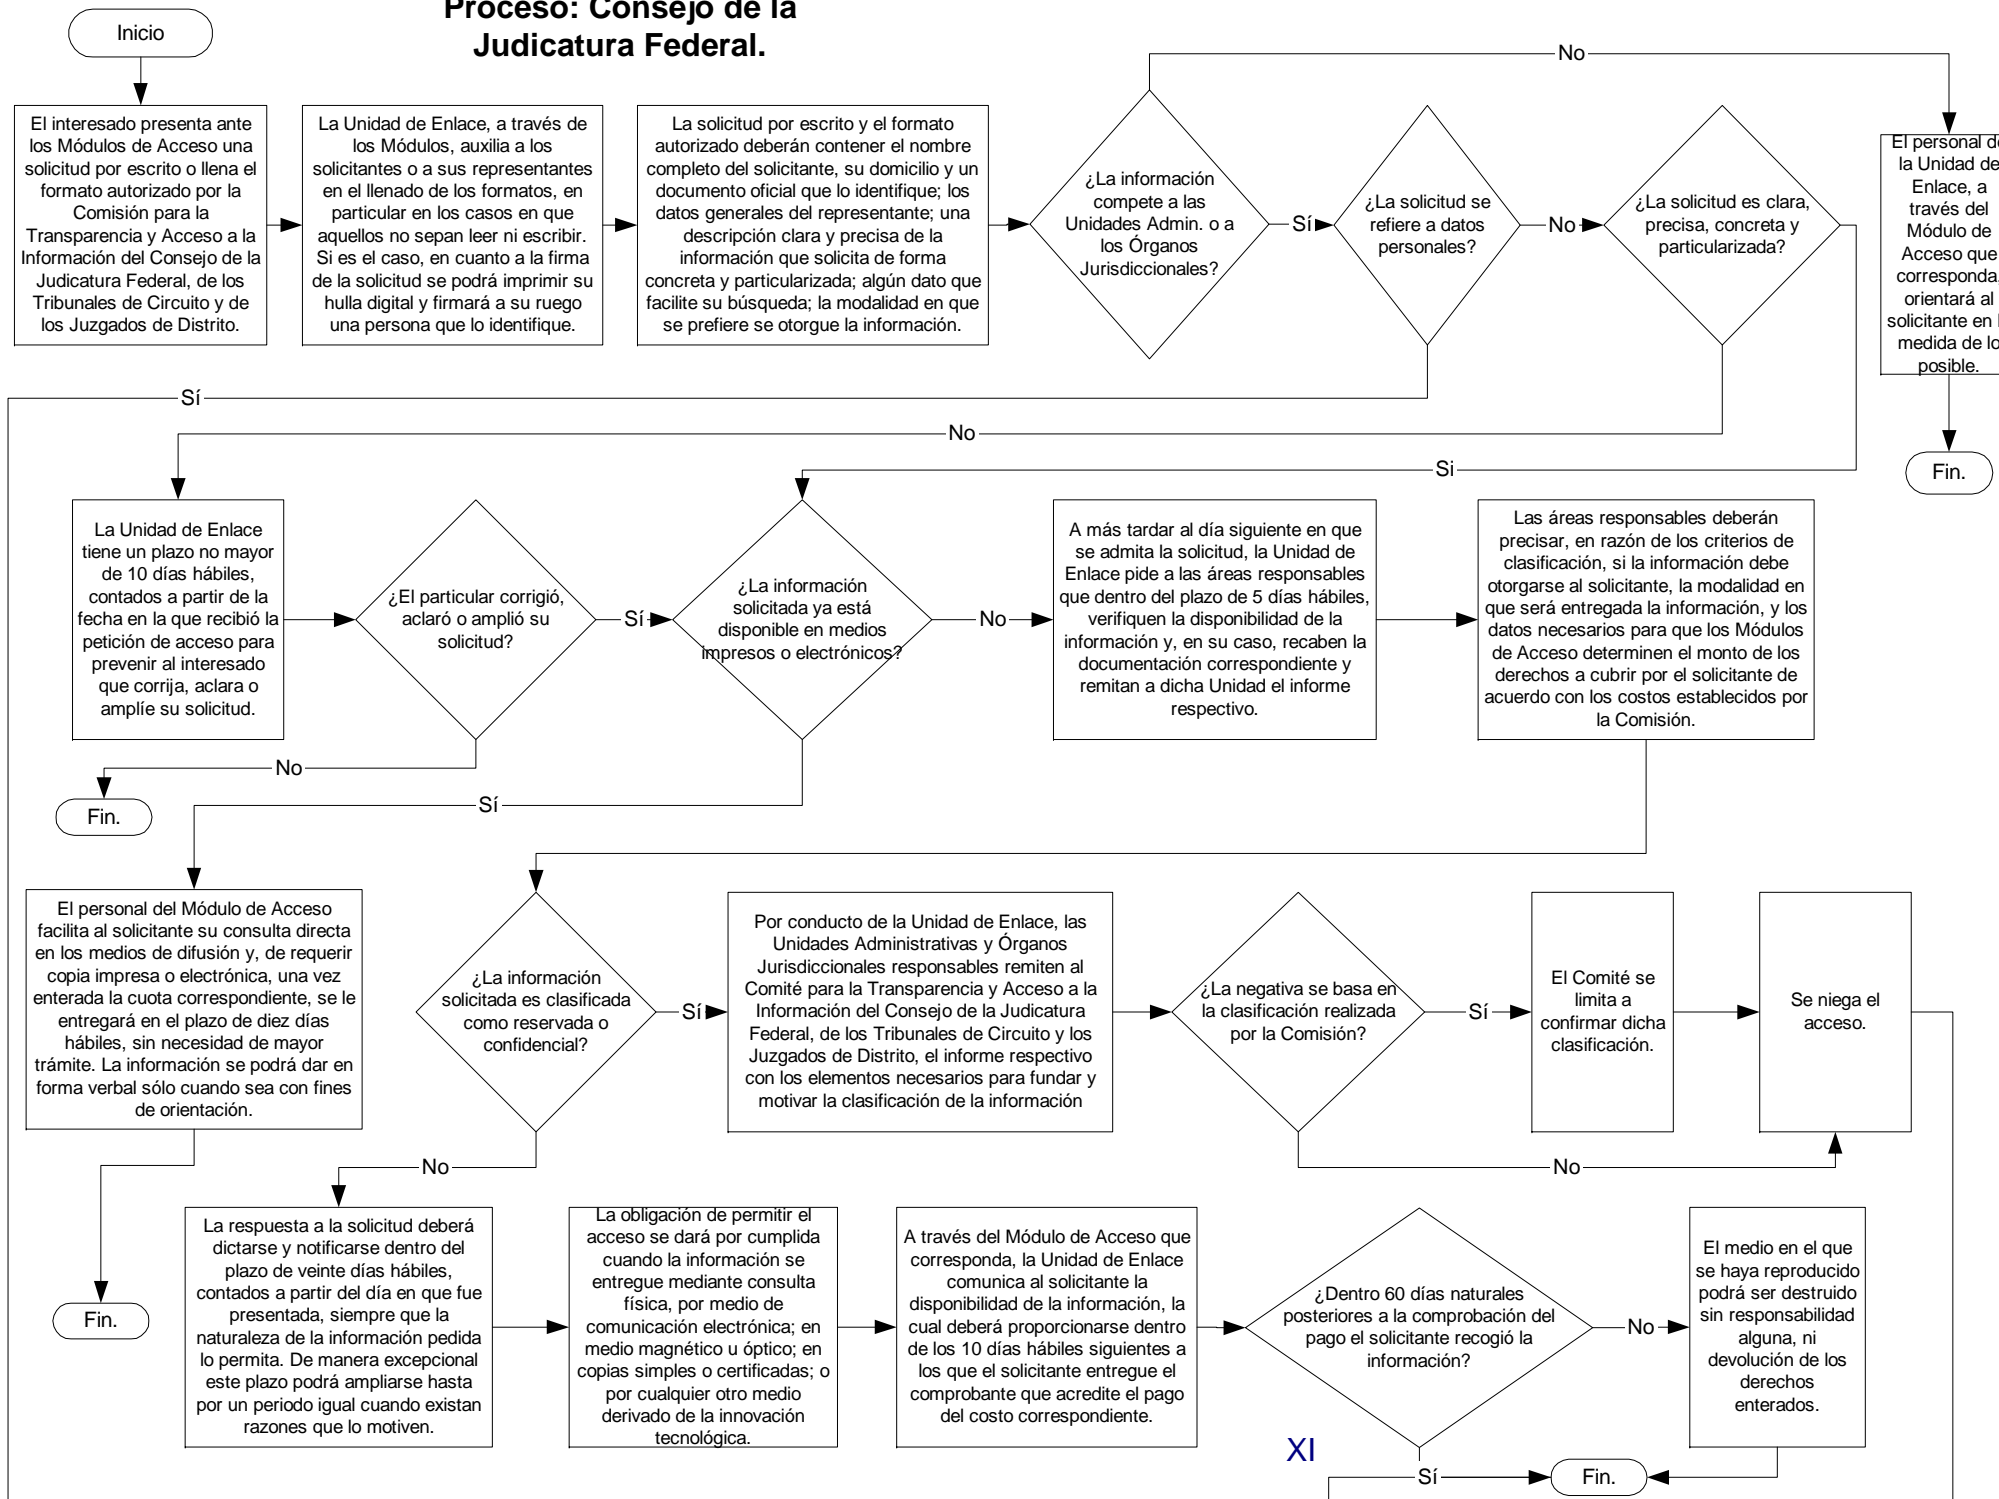 Proceso: Consejo de la
Judicatura Federal.
Inicio
El interesado presenta ante
los Módulos de Acceso una
solicitud por escrito o llena el
formato autorizado por la
Comisión para la
Transparencia y Acceso a la
Información del Consejo de la
Judicatura Federal, de los
Tribunales de Circuito y de
los Juzgados de Distrito.
La Unidad de Enlace, a través de
los Módulos, auxilia a los
solicitantes o a sus representantes
en el llenado de los formatos, en
particular en los casos en que
aquellos no sepan leer ni escribir.
Si es el caso, en cuanto a la firma
de la solicitud se podrá imprimir su
hulla digital y firmará a su ruego
una persona que lo identifique.
La solicitud por escrito y el formato
autorizado deberán contener el nombre
completo del solicitante, su domicilio y un
documento oficial que lo identifique; los
datos generales del representante; una
descripción clara y precisa de la
información que solicita de forma
concreta y particularizada; algún dato que
facilite su búsqueda; la modalidad en que
se prefiere se otorgue la información.
¿La información
compete a las
Unidades Admin. o a
los Órganos
Jurisdiccionales?
No
Sí
¿La solicitud se
refiere a datos
personales?
No
¿La solicitud es clara,
precisa, concreta y
particularizada?
El personal de
la Unidad de
Enlace, a
través del
Módulo de
Acceso que
corresponda,
orientará al
solicitante en
medida de lo
posible.
Fin.
Sí
No
Si
La Unidad de Enlace
tiene un plazo no mayor
de 10 días hábiles,
contados a partir de la
fecha en la que recibió la
petición de acceso para
prevenir al interesado
que corrija, aclara o
amplíe su solicitud.
¿El particular corrigió,
aclaró o amplió su
solicitud?
Sí
¿La información
solicitada ya está
disponible en medios
impresos o electrónicos?
No
A más tardar al día siguiente en que
se admita la solicitud, la Unidad de
Enlace pide a las áreas responsables
que dentro del plazo de 5 días hábiles,
verifiquen la disponibilidad de la
información y, en su caso, recaben la
documentación correspondiente y
remitan a dicha Unidad el informe
respectivo.
Las áreas responsables deberán
precisar, en razón de los criterios de
clasificación, si la información debe
otorgarse al solicitante, la modalidad en
que será entregada la información, y los
datos necesarios para que los Módulos
de Acceso determinen el monto de los
derechos a cubrir por el solicitante de
acuerdo con los costos establecidos por
la Comisión.
No
Fin.
Sí
El personal del Módulo de Acceso
facilita al solicitante su consulta directa
en los medios de difusión y, de requerir
copia impresa o electrónica, una vez
enterada la cuota correspondiente, se le
entregará en el plazo de diez días
hábiles, sin necesidad de mayor
trámite. La información se podrá dar en
forma verbal sólo cuando sea con fines
de orientación.
Fin.
¿La información
solicitada es clasificada
como reservada o
confidencial?
Sí
Por conducto de la Unidad de Enlace, las
Unidades Administrativas y Órganos
Jurisdiccionales responsables remiten al
Comité para la Transparencia y Acceso a la
Información del Consejo de la Judicatura
Federal, de los Tribunales de Circuito y los
Juzgados de Distrito, el informe respectivo
con los elementos necesarios para fundar y
motivar la clasificación de la información
¿La negativa se basa en
la clasificación realizada
por la Comisión?
Sí
El Comité se
limita a
confirmar dicha
clasificación.
Se niega el
acceso.
No
No
La respuesta a la solicitud deberá
dictarse y notificarse dentro del
plazo de veinte días hábiles,
contados a partir del día en que fue
presentada, siempre que la
naturaleza de la información pedida
lo permita. De manera excepcional
este plazo podrá ampliarse hasta
por un periodo igual cuando existan
razones que lo motiven.
La obligación de permitir el
acceso se dará por cumplida
cuando la información se
entregue mediante consulta
física, por medio de
comunicación electrónica; en
medio magnético u óptico; en
copias simples o certificadas; o
por cualquier otro medio
derivado de la innovación
tecnológica.
A través del Módulo de Acceso que
corresponda, la Unidad de Enlace
comunica al solicitante la
disponibilidad de la información, la
cual deberá proporcionarse dentro
de los 10 días hábiles siguientes a
los que el solicitante entregue el
comprobante que acredite el pago
del costo correspondiente.
¿Dentro 60 días naturales
posteriores a la comprobación del
pago el solicitante recogió la
información?
No
El medio en el que
se haya reproducido
podrá ser destruido
sin responsabilidad
alguna, ni
devolución de los
derechos
enterados.
XI
Sí
Fin.